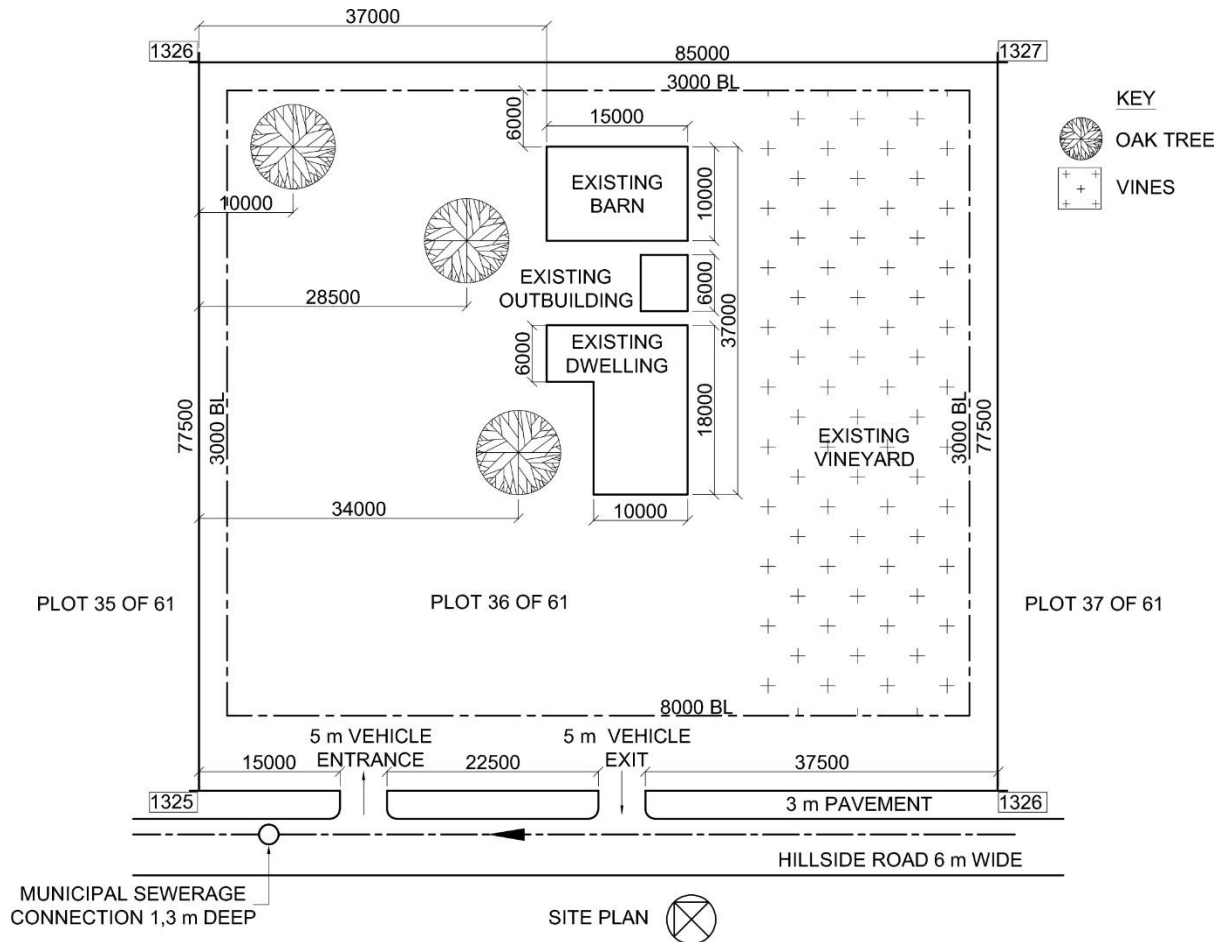 37000
1326
85000
1327
3000 BL
KEY
OAK TREE
VINES
6000
15000
EXISTING
BARN
10000
10000
EXISTING
OUTBUILDING
6000
37000
28500
EXISTING
DWELLING
6000
18000
77500
3000 BL
EXISTING
VINEYARD
3000 BL
77500
34000
10000
PLOT 35 OF 61
PLOT 36 OF 61
PLOT 37 OF 61
8000 BL
5 m VEHICLE
ENTRANCE
5 m VEHICLE
EXIT
15000
22500
37500
1325
3 m PAVEMENT
1326
HILLSIDE ROAD 6 m WIDE
MUNICIPAL SEWERAGE
CONNECTION 1,3 m DEEP
SITE PLAN